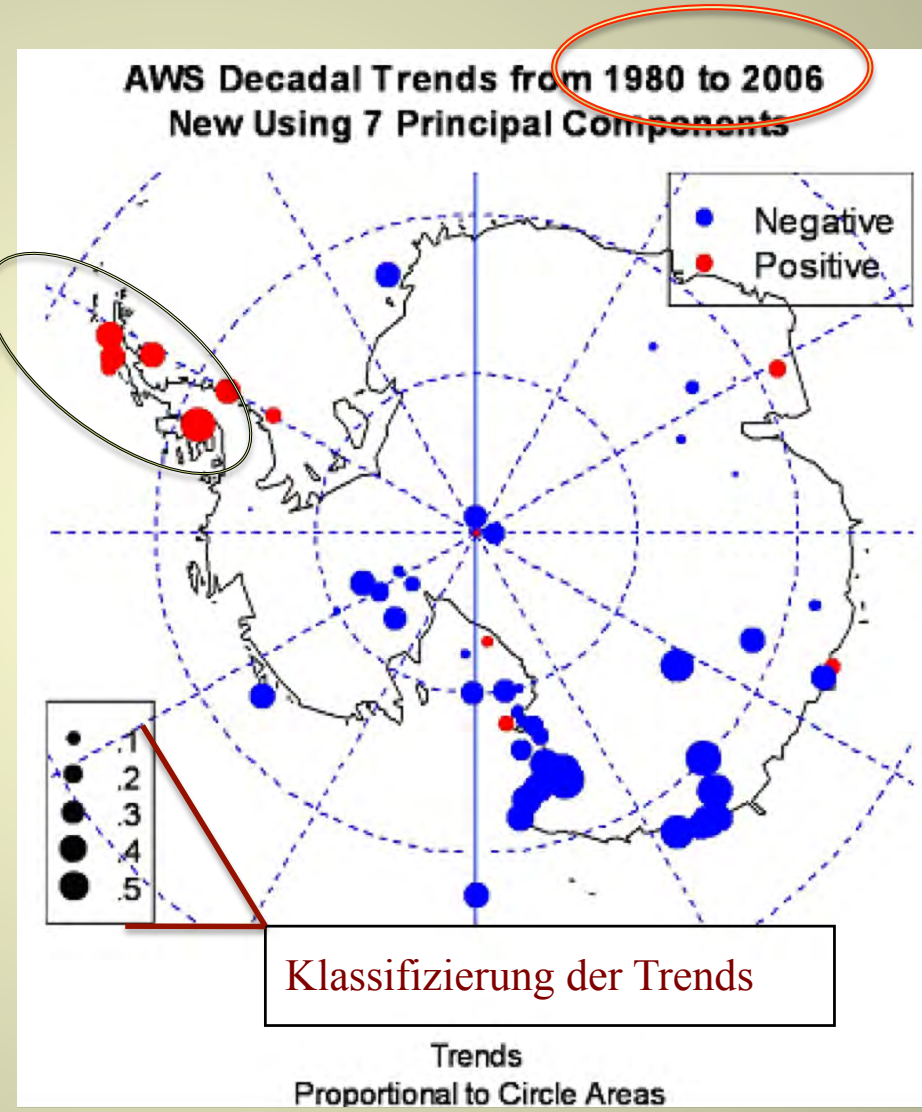 AWS Decadal Trends from 1980 to 2006
New Using 7 Principal Components
Negative
Positive
.1
.2
.3
.4
.5
Klassifizierung der Trends
Trends
Proportional to Circle Areas